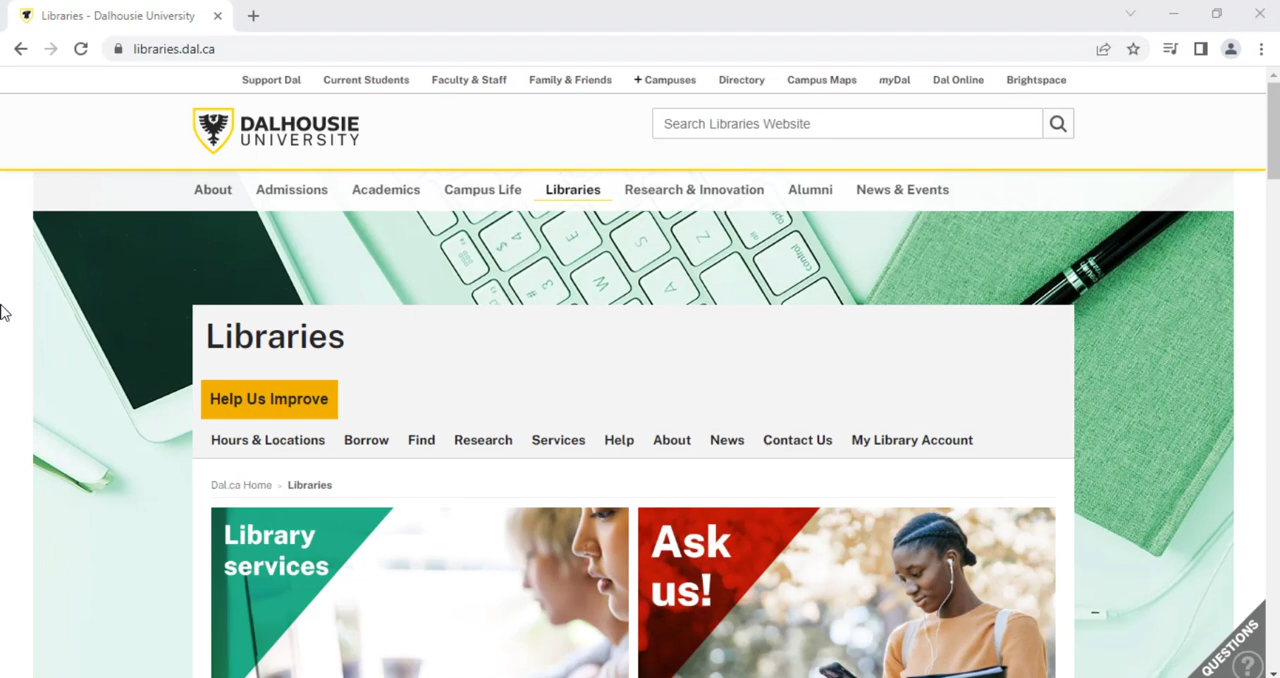 Libraries - Dalhousie University
libraries.dal.ca
Support Dal Current Students Faculty & Staff Family & Friends + Campuses Directory Campus Maps myDal Dal Online Brightspace
DALHOUSIE
UNIVERSITY
Search Libraries Website
About Admissions Academics Campus Life Libraries Research & Innovation Alumni News & Events
Libraries
Help Us Improve
Hours & Locations Borrow Find Research Services Help About News Contact Us My Library Account
Dal.ca Home » Libraries
Library
services
Ask
us!
QUESTIONS
?